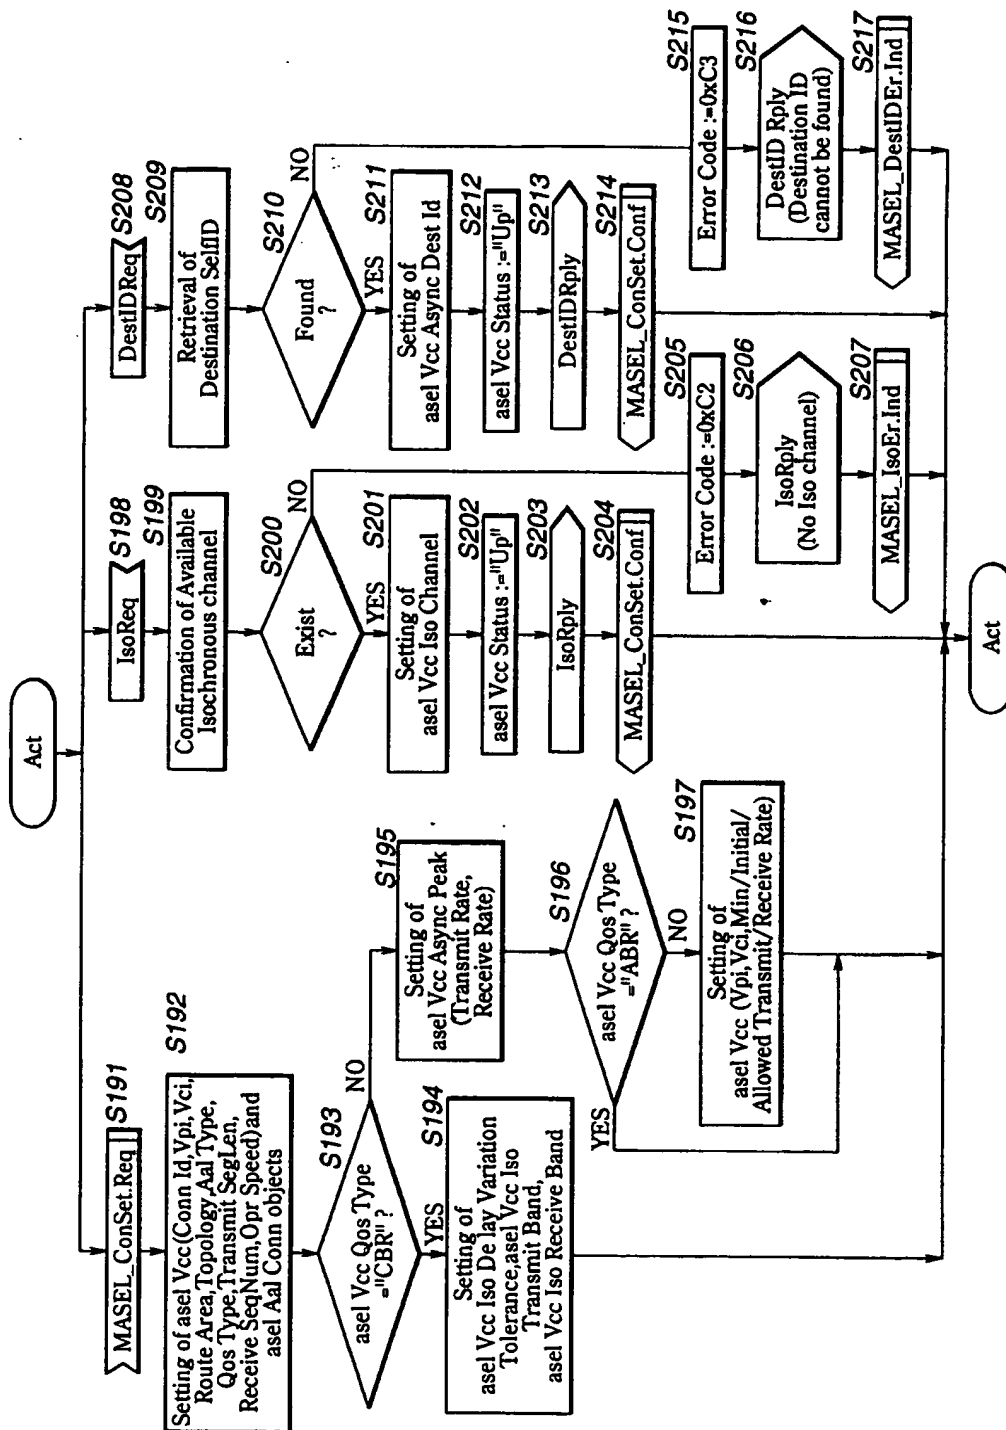 Act
MASEL_ConSet.Req
S191
Setting of asel Vcc(Conn Id,Vpi,Vci,
Route Area,Topology,Aal Type,
Qos Type,Transmit SegLen,
Receive SeqNum,Opr Speed)and
asel Aal Conn objects
S192
asel Vcc Qos Type
="CBR" ?
S193
NO
YES
S194
Setting of
asel Vcc Iso De lay Variation
Tolerance,asel Vcc Iso
Transmit Band,
asel Vcc Iso Receive Band
S195
Setting of
asel Vcc Async Peak
(Transmit Rate,
Receive Rate)
S196
asel Vcc Qos Type
="ABR" ?
YES
NO
S197
Setting of
asel Vcc (Vpi,Vci,Min/Initial/
Allowed Transmit/Receive Rate)
IsoReq
S198
S199
Confirmation of Available
Isochronous channel
S200
Exist
?
NO
YES
S201
Setting of
asel Vcc Iso Channel
S202
asel Vcc Status :="Up"
S203
IsoRply
S204
MASEL_ConSet.Conf
S205
Error Code :=0xC2
S206
IsoRply
(No Iso channel)
S207
MASEL_IsoEr.Ind
DestIDReq
S208
S209
Retrieval of
Destination SelfID
S210
Found
?
NO
YES
S211
Setting of
asel Vcc Async Dest Id
S212
asel Vcc Status :="Up"
S213
DestIDRply
S214
MASEL_ConSet.Conf
S215
Error Code :=0xC3
S216
DestID Rply
(Destination ID
cannot be found)
S217
MASEL_DestIDEr.Ind
Act